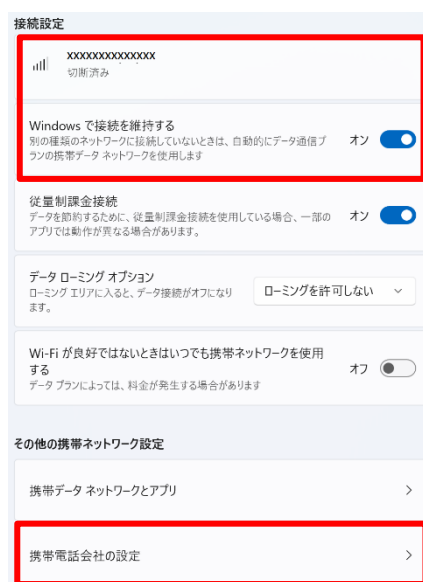 接続設定
xxxxxxxxxxxxxx
切断済み
Windows で接続を維持する
別の種類のネットワークに接続していないときは、自動的にデータ通信プ
ランの携帯データ ネットワークを使用します
オン
従量制課金接続
データを節約するために、従量制課金接続を使用している場合、一部の
アプリでは動作が異なる場合があります。
オン
データ ローミング オプション
ローミング エリアに入ると、データ接続がオフになり
ます。
ローミングを許可しない
Wi-Fi が良好ではないときはいつでも携帯ネットワークを使用
する
データ プランによっては、料金が発生する場合があります
オフ
その他の携帯ネットワーク設定
携帯データ ネットワークとアプリ
携帯電話会社の設定